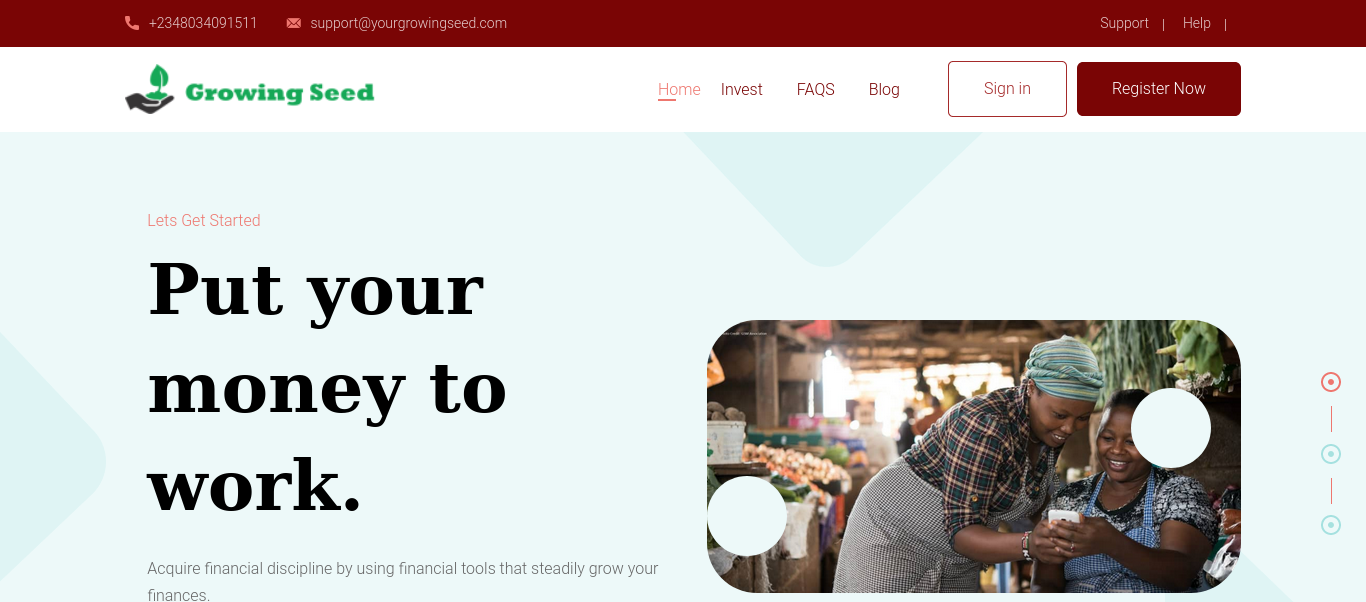 +2348034091511 support@yourgrowingseed.com Support | Help |
Growing Seed Home Invest FAQS Blog Sign in Register Now
Lets Get Started
Put your
money to
work.
Acquire financial discipline by using financial tools that steadily grow your
finances.